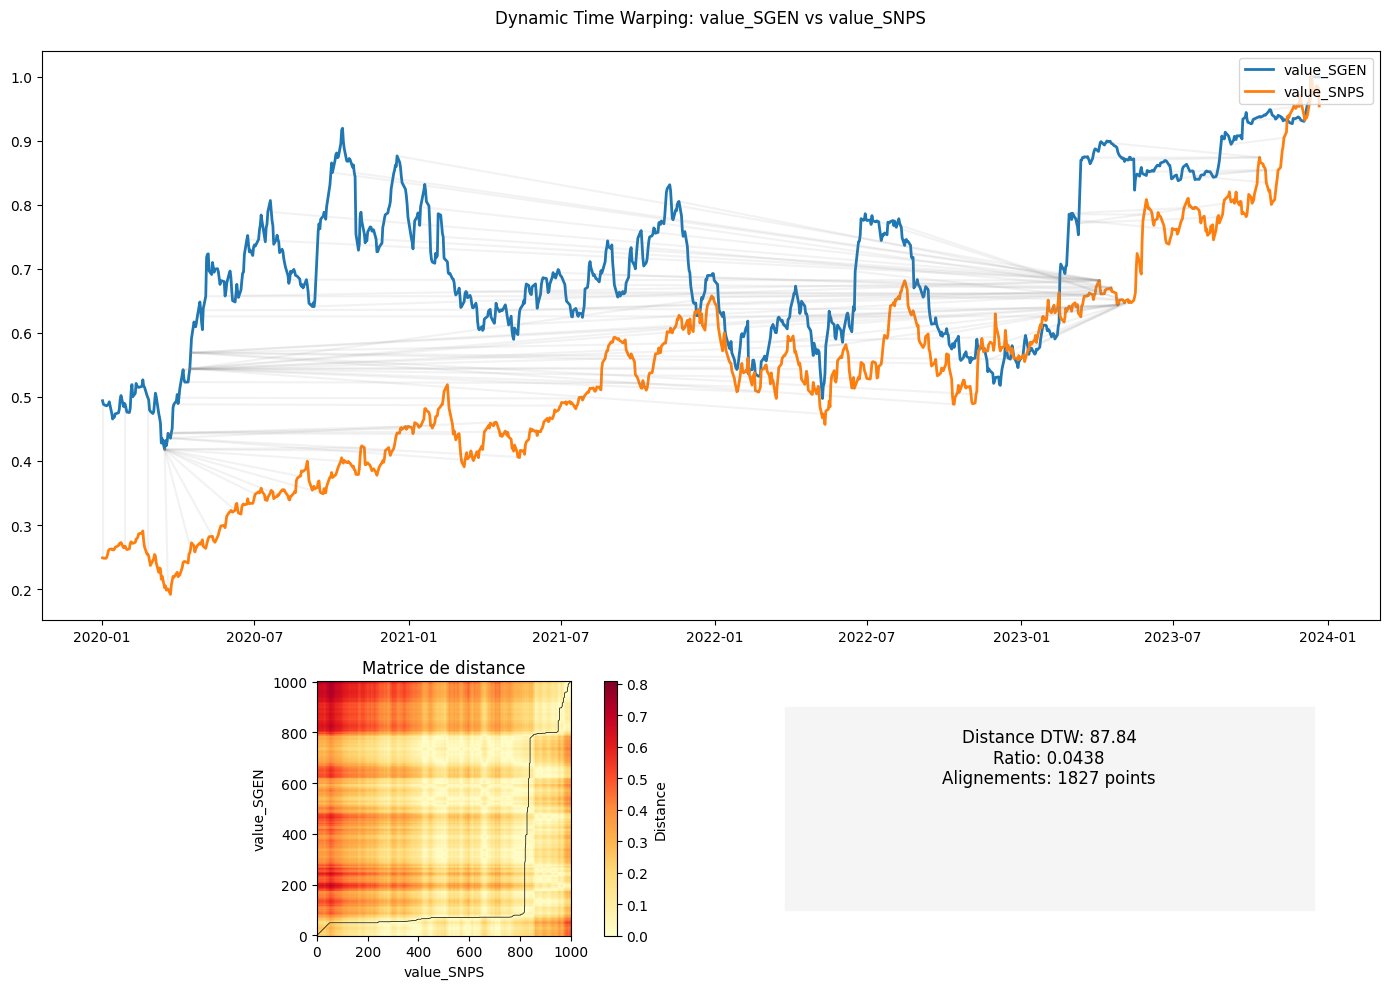 Dynamic Time Warping: value_SGEN vs value_SNPS
value_SGEN
value_SNPS
1.0
0.9
0.8
0.7
0.6
0.5
0.4
0.3
0.2
2020-01 2020-07 2021-01 2021-07 2022-01 2022-07 2023-01 2023-07 2024-01
Matrice de distance
value_SGEN
1000
800
600
400
200
0
0 200 400 600 800 1000
value_SNPS
0.8
0.7
0.6
0.5
0.4
0.3
0.2
0.1
0.0
Distance
Distance DTW: 87.84
Ratio: 0.0438
Alignements: 1827 points